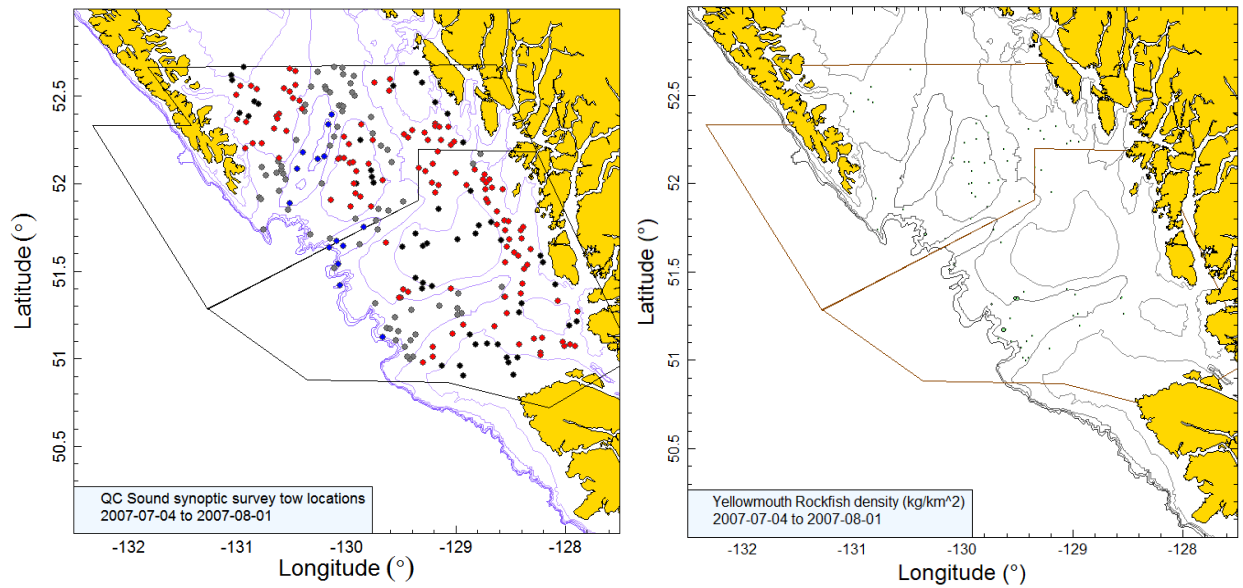 52.5
52
51.5
51
50.5
Latitude (°)
QC Sound synoptic survey tow locations
2007-07-04 to 2007-08-01
-132
-131
-130
-129
-128
Longitude (°)
52.5
52
51.5
51
50.5
Latitude (°)
Yellowmouth Rockfish density (kg/km^2)
2007-07-04 to 2007-08-01
-132
-131
-130
-129
-128
Longitude (°)